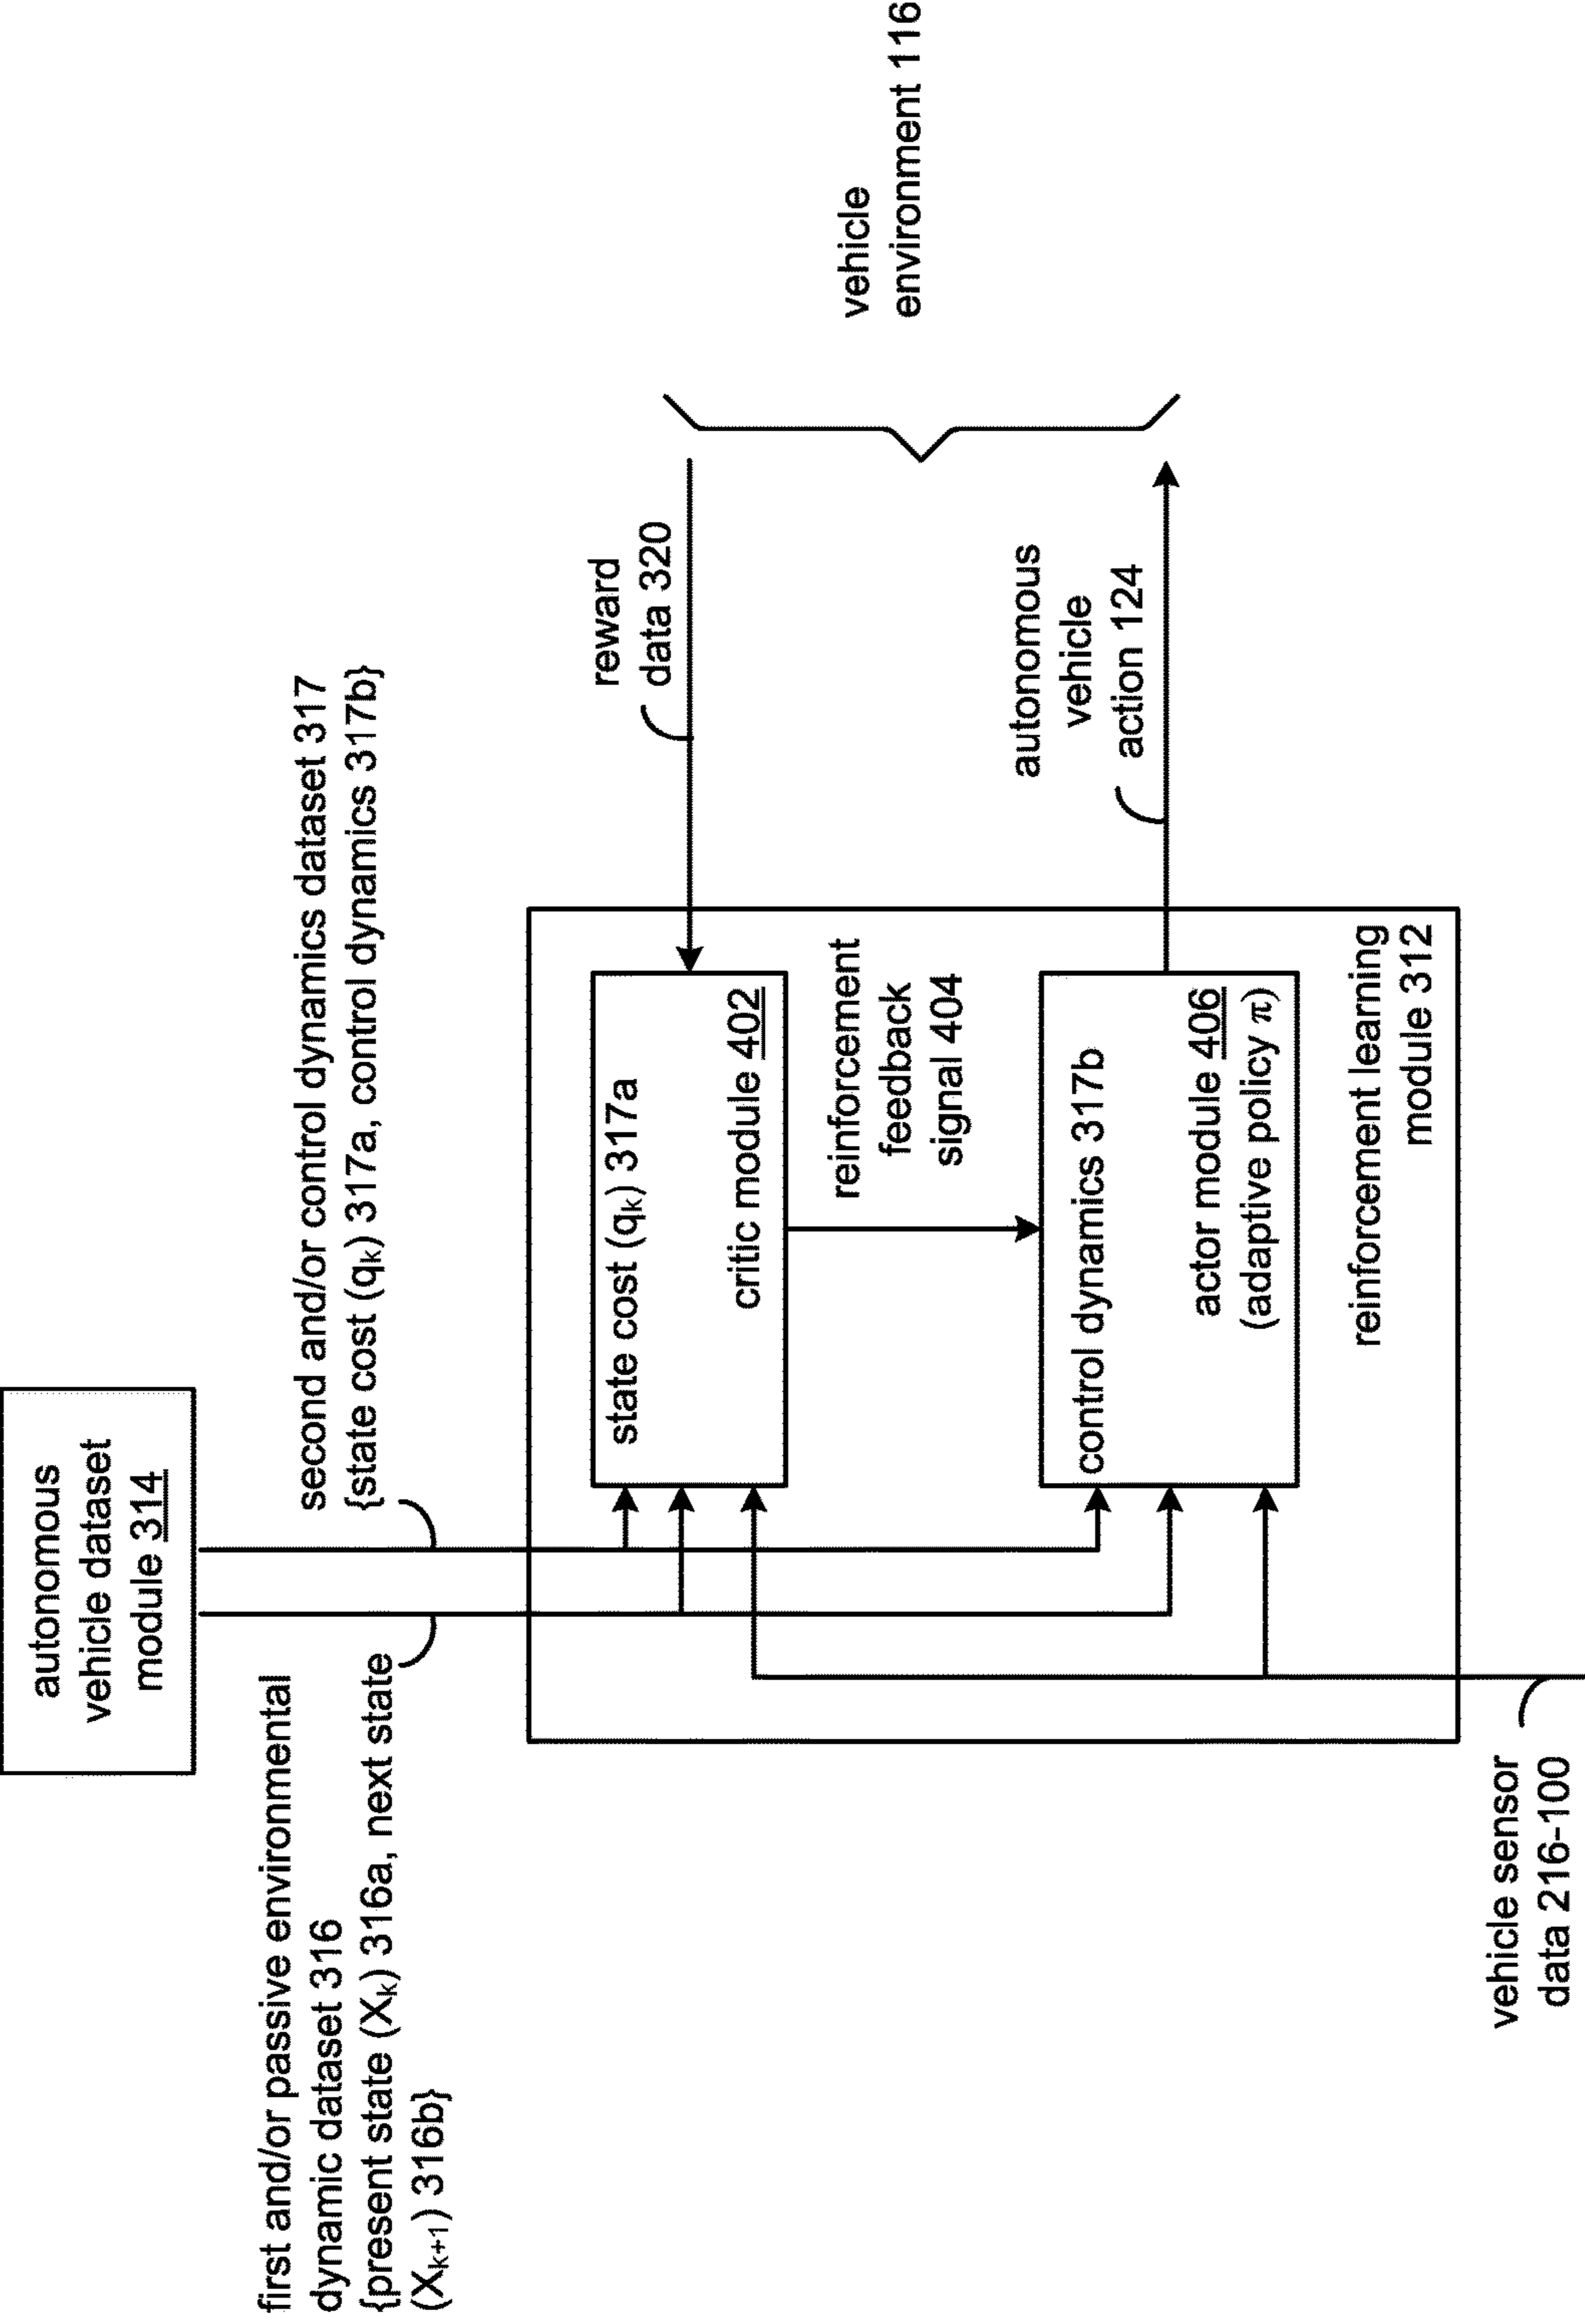 autonomous
vehicle dataset
module 314
first and/or passive environmental
dynamic dataset 316
{present state (Xk) 316a, next state
(Xk+1) 316b}
second and/or control dynamics dataset 317
{state cost (qk) 317a, control dynamics 317b}
state cost (qk) 317a
critic module 402
reward
data 320
reinforcement
feedback
signal 404
vehicle
environment 116
control dynamics 317b
actor module 406
(adaptive policy π)
autonomous
vehicle
action 124
reinforcement learning
module 312
vehicle sensor
data 216-100